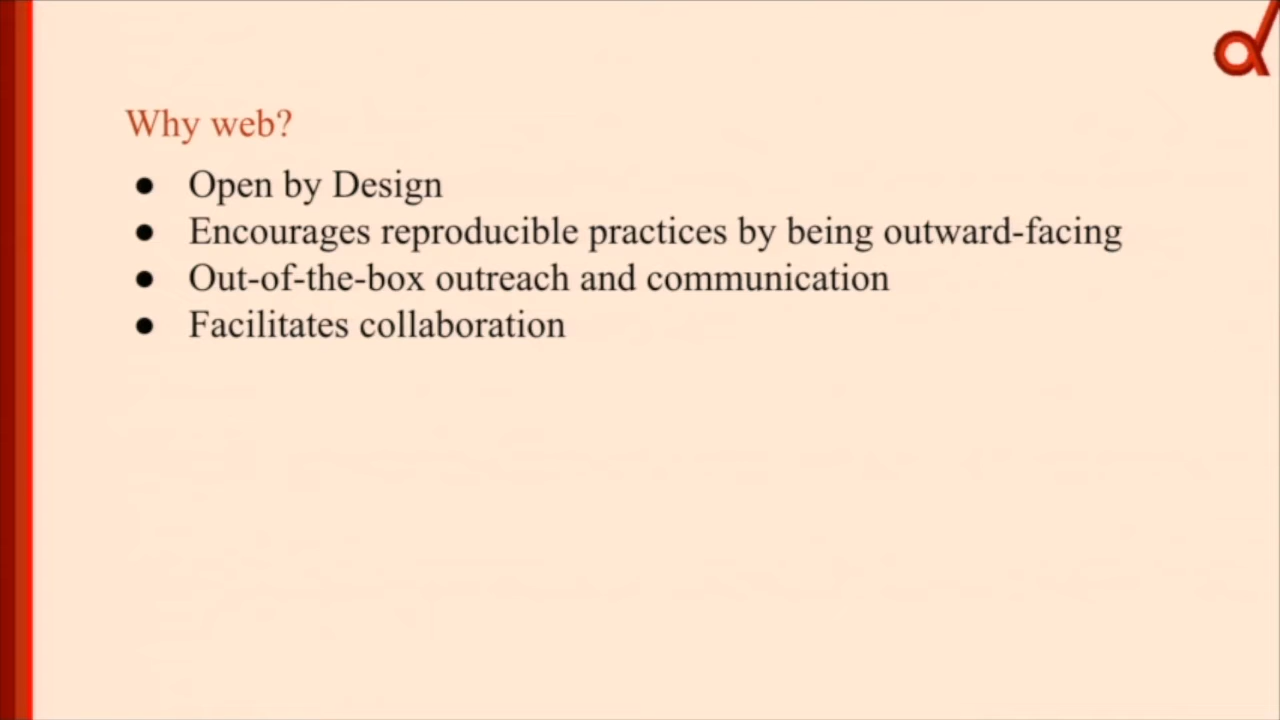 Why web?
● Open by Design
● Encourages reproducible practices by being outward-facing
● Out-of-the-box outreach and communication
● Facilitates collaboration